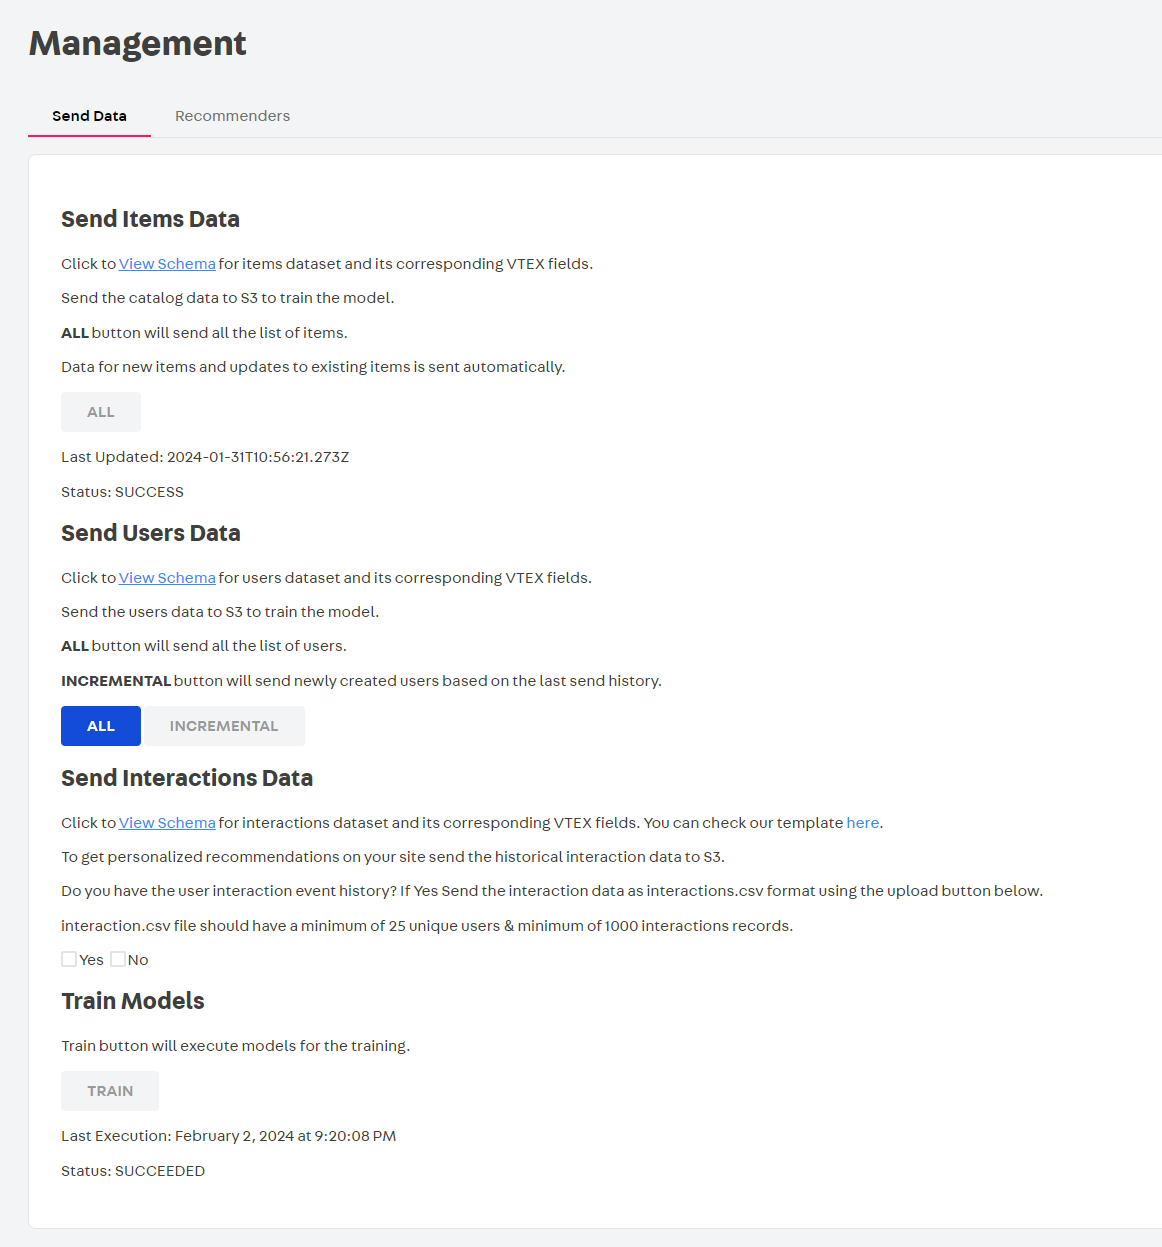 Management
Send Data Recommenders
Send Items Data
Click to View Schema for items dataset and its corresponding VTEX fields.
Send the catalog data to S3 to train the model.
ALL button will send all the list of items.
Data for new items and updates to existing items is sent automatically.
ALL
Last Updated: 2024-01-31T10:56:21.273Z
Status: SUCCESS
Send Users Data
Click to View Schema for users dataset and its corresponding VTEX fields.
Send the users data to S3 to train the model.
ALL button will send all the list of users.
INCREMENTAL button will send newly created users based on the last send history.
ALL INCREMENTAL
Send Interactions Data
Click to View Schema for interactions dataset and its corresponding VTEX fields. You can check our template here.
To get personalized recommendations on your site send the historical interaction data to S3.
Do you have the user interaction event history? If Yes Send the interaction data as interactions.csv format using the upload button below.
interaction.csv file should have a minimum of 25 unique users & minimum of 1000 interactions records.
Yes No
Train Models
Train button will execute models for the training.
TRAIN
Last Execution: February 2, 2024 at 9:20:08 PM
Status: SUCCEEDED